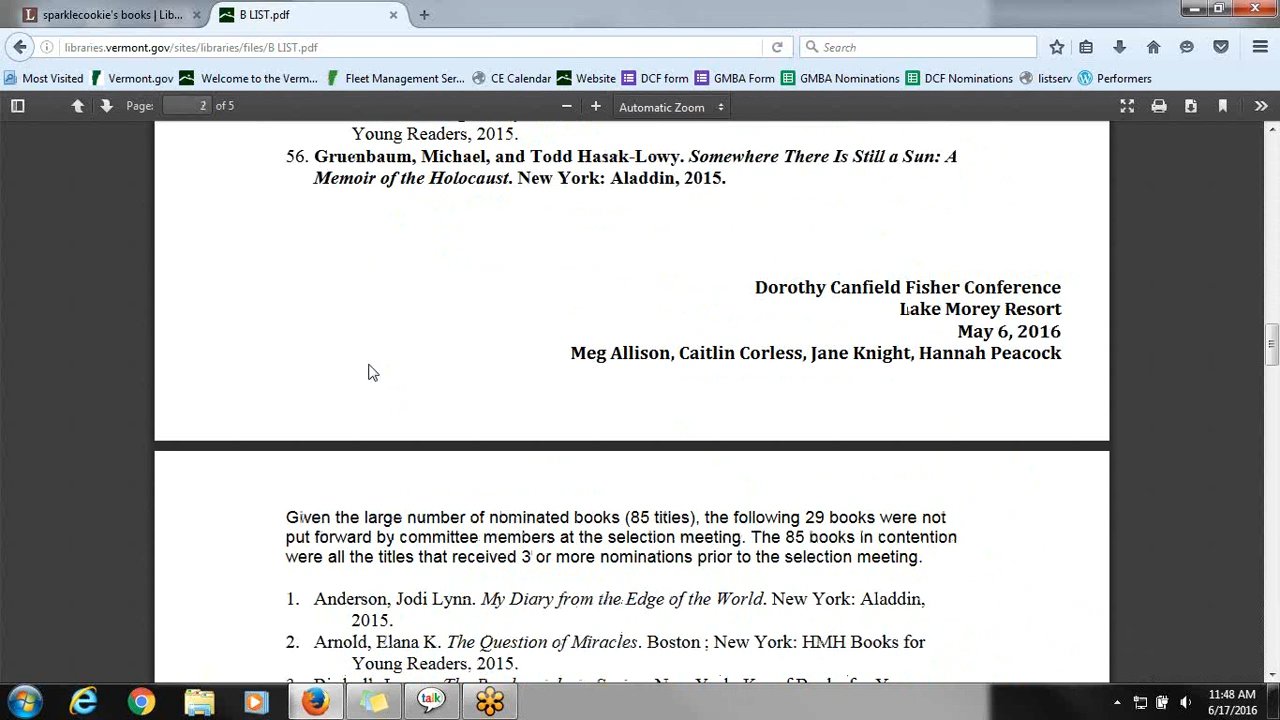 sparklecookie's books | Lib...
B LIST.pdf
libraries.vermont.gov/sites/libraries/files/B LIST.pdf
Search
Most Visited
Vermont.gov
Welcome to the Verm...
Fleet Management Ser...
CE Calendar
Website
DCF form
GMBA Form
GMBA Nominations
DCF Nominations
listserv
Performers
Page: 2 of 5
Automatic Zoom
Young Readers, 2015.
56. Gruenbaum, Michael, and Todd Hasak-Lowy. Somewhere There Is Still a Sun: A
Memoir of the Holocaust. New York: Aladdin, 2015.
Dorothy Canfield Fisher Conference
Lake Morey Resort
May 6, 2016
Meg Allison, Caitlin Corless, Jane Knight, Hannah Peacock
Given the large number of nominated books (85 titles), the following 29 books were not
put forward by committee members at the selection meeting. The 85 books in contention
were all the titles that received 3 or more nominations prior to the selection meeting.
1. Anderson, Jodi Lynn. My Diary from the Edge of the World. New York: Aladdin,
2015.
2. Arnold, Elana K. The Question of Miracles. Boston ; New York: HMH Books for
Young Readers, 2015.
talk
11:48 AM
6/17/2016